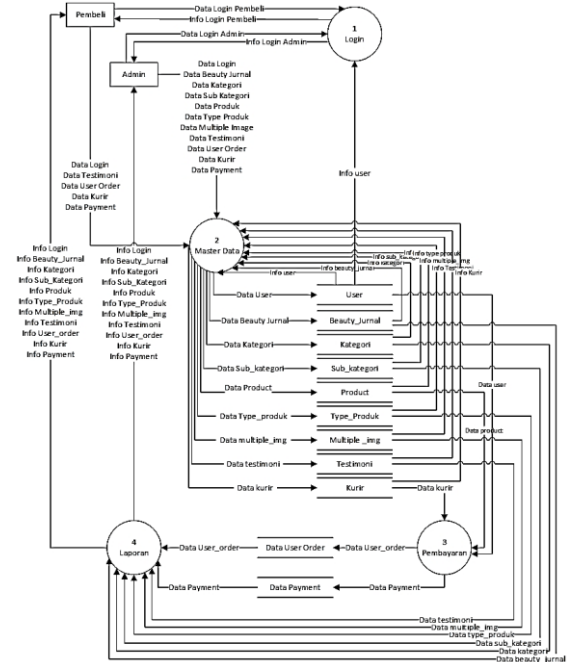 Pembeli
Data Login Pembeli
Info Login Pembeli
1
Login
Data Login Admin
Info Login Admin
Admin
Data Login
Data Beauty Jurnal
Data Kategori
Data Sub Kategori
Data Produk
Data Type Produk
Data Multiple Image
Data Testimoni
Data User Order
Data Kurir
Data Payment
Data Login
Data Testimoni
Data User Order
Data Kurir
Data Payment
Info user
2
Master Data
Info Login
Info Beauty_Jurnal
Info Kategori
Info Sub_Kategori
Info Produk
Info Type_Produk
Info Multiple_img
Info Testimoni
Info User_order
Info Kurir
Info Payment
Info Login
Info Beauty_Jurnal
Info Kategori
Info Sub_Kategori
Info Produk
Info Type_Produk
Info Multiple_img
Info Testimoni
Info User_order
Info Kurir
Info Payment
Info type produk
Info multiple_img
Info kategori
Info Kurir
Info user
Info beauty_jurnal
Data User
User
Data Beauty Jurnal
Beauty_Jurnal
Data Kategori
Kategori
Data Sub_kategori
Sub_kategori
Data Product
Product
Data user
Data Type_produk
Type_Produk
Data product
Data multiple_img
Multiple _img
Data testimoni
Testimoni
Data kurir
Kurir
Data kurir
4
Laporan
Data User_order
Data User Order
Data User_order
3
Pembayaran
Data Payment
Data Payment
Data Payment
Data testimoni
Data multiple_img
Data type_produk
Data sub_kategori
Data kategori
Data beauty_jurnal